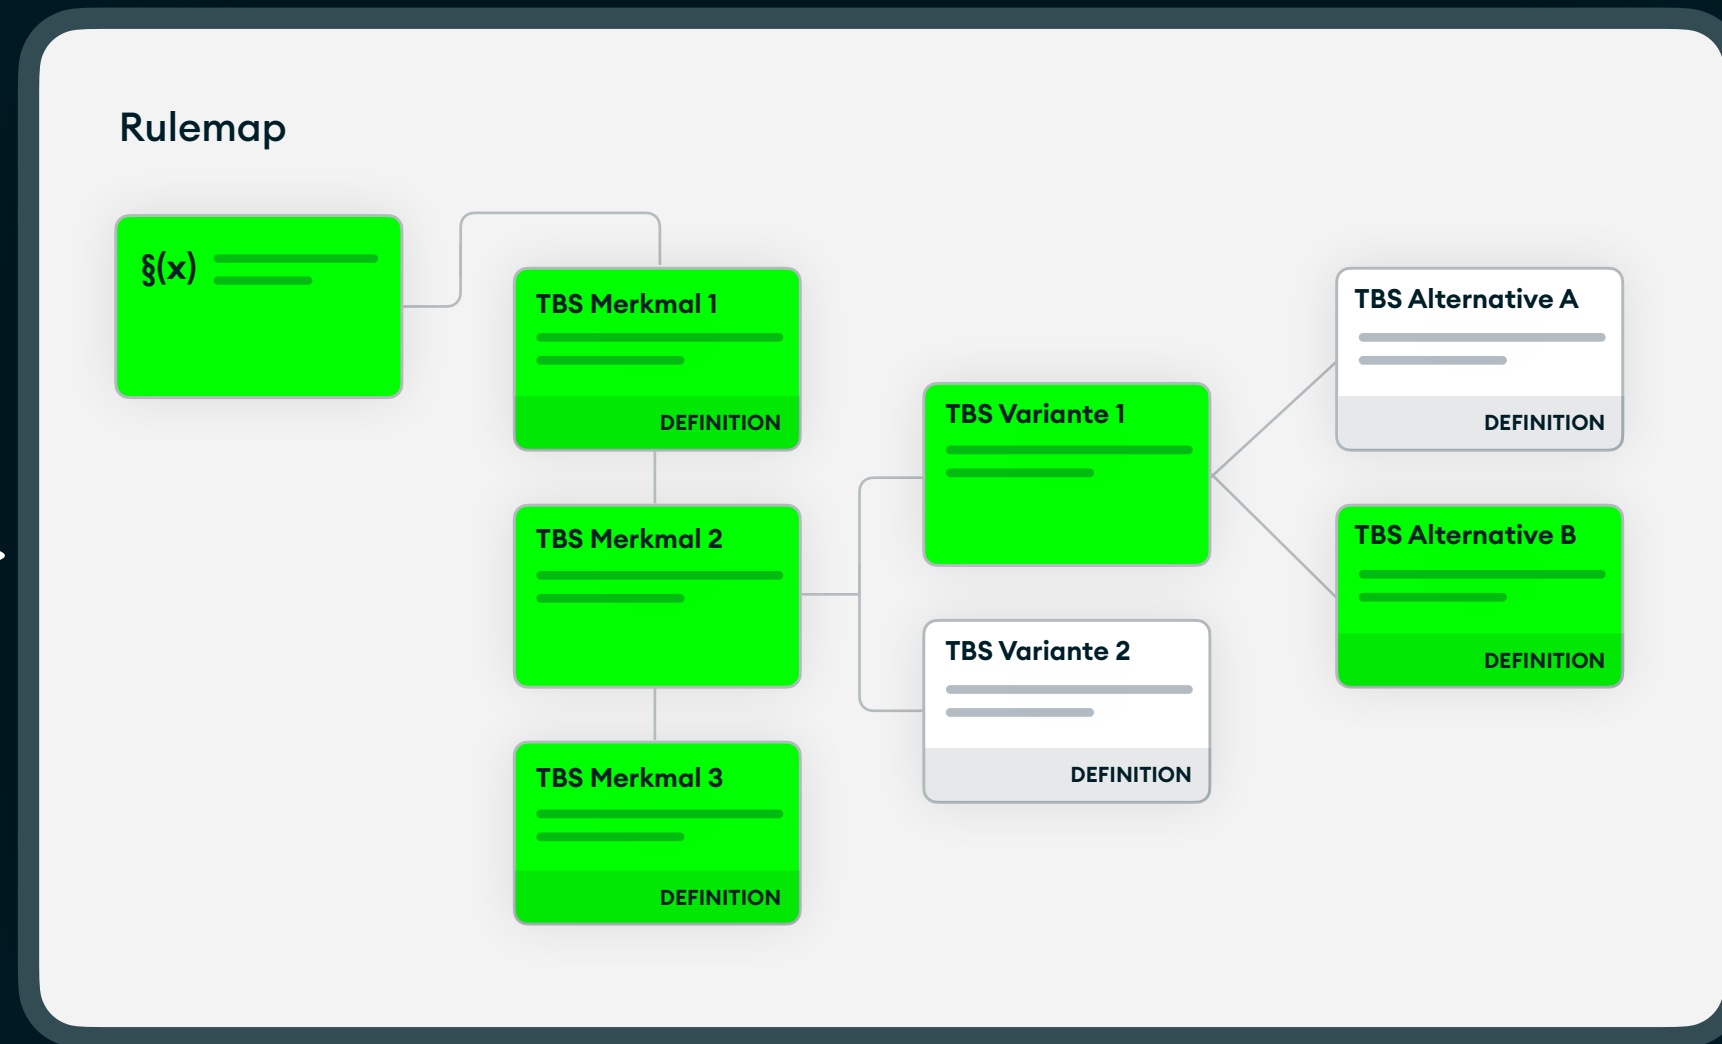 Rulemap
§(x)
TBS Merkmal 1
DEFINITION
TBS Merkmal 2
TBS Merkmal 3
DEFINITION
TBS Variante 1
TBS Variante 2
DEFINITION
TBS Alternative A
DEFINITION
TBS Alternative B
DEFINITION